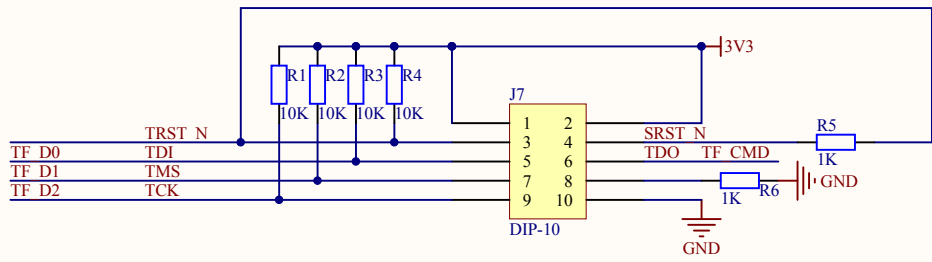 3V3
R1 R2 R3 R4
10K 10K 10K 10K
J7
1 2
TRST_N 3 4 SRST_N R5
1K
TF_D0 TDI 5 6 TDO TF_CMD
TF_D1 TMS 7 8 GND
1K R6
TF_D2 TCK 9 10
DIP-10
GND